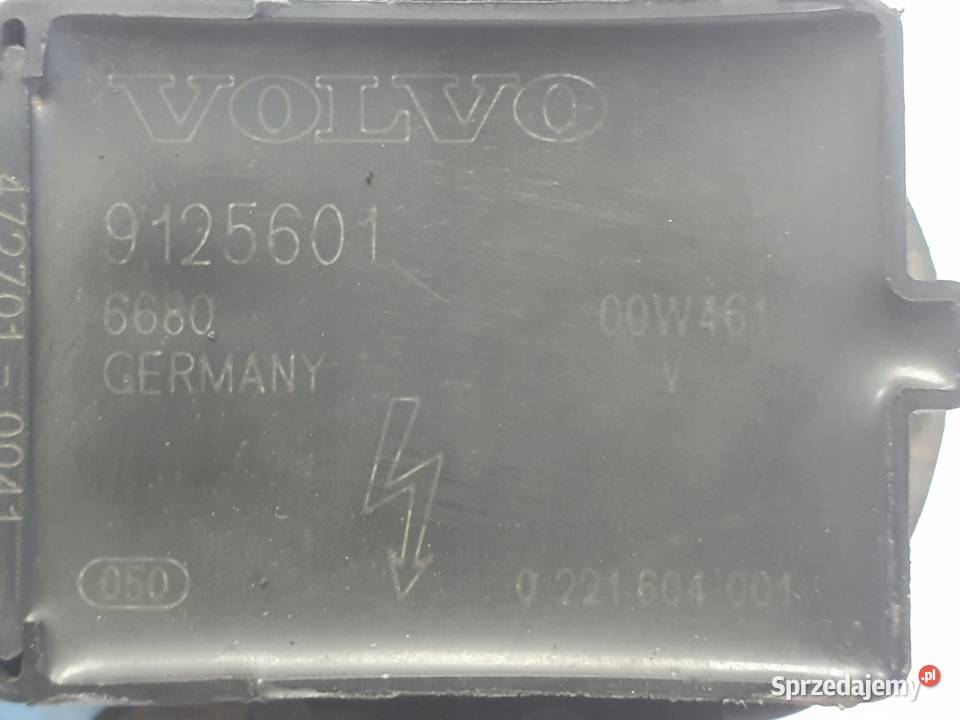 VOLVO
9125601
6680 00W461
GERMANY V
050 0 221 604 001
472701-0041
Sprzedajemy.pl